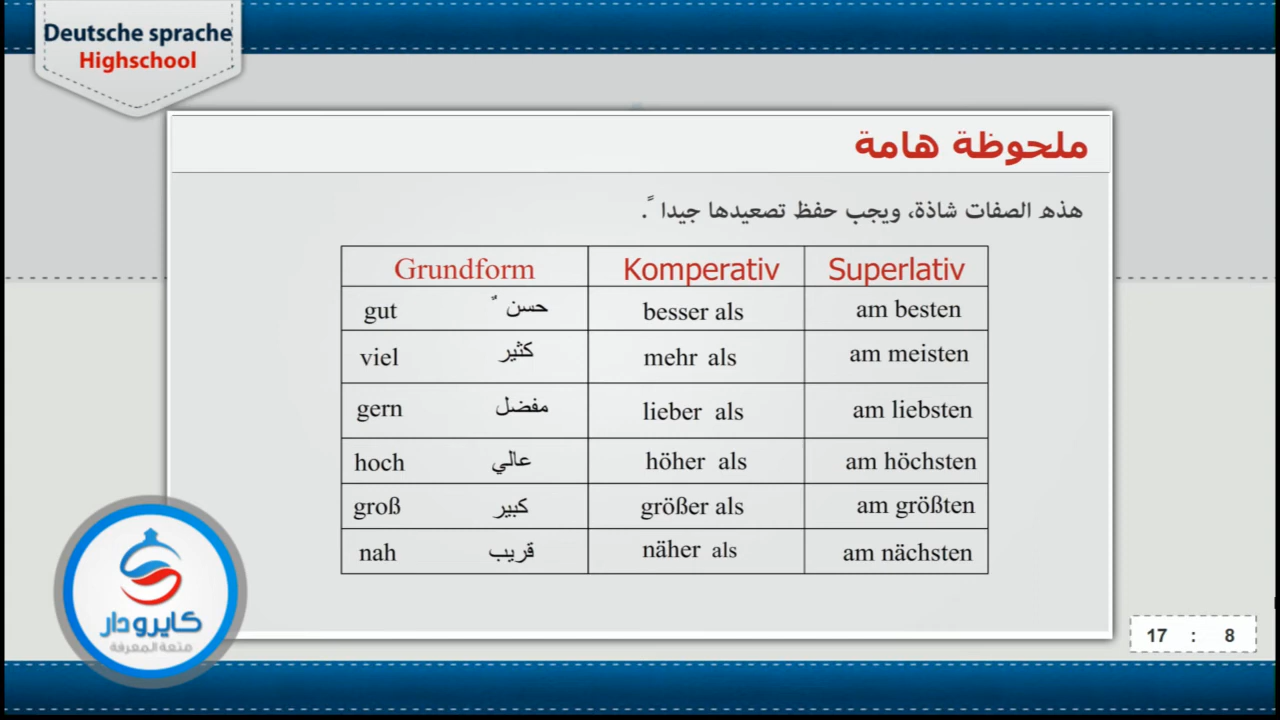 Deutsche sprache
Highschool
ملحوظة هامة
هذه الصفات شاذة، ويجب حفظ تصعيدها جيدا ً.
Grundform Komperativ Superlativ
gut حسن ٌ besser als am besten
viel كثير mehr als am meisten
gern مفضل lieber als am liebsten
hoch عالي höher als am höchsten
groß كبير größer als am größten
nah قريب näher als am nächsten
كايرودار
متعة المعرفة
17 : 8